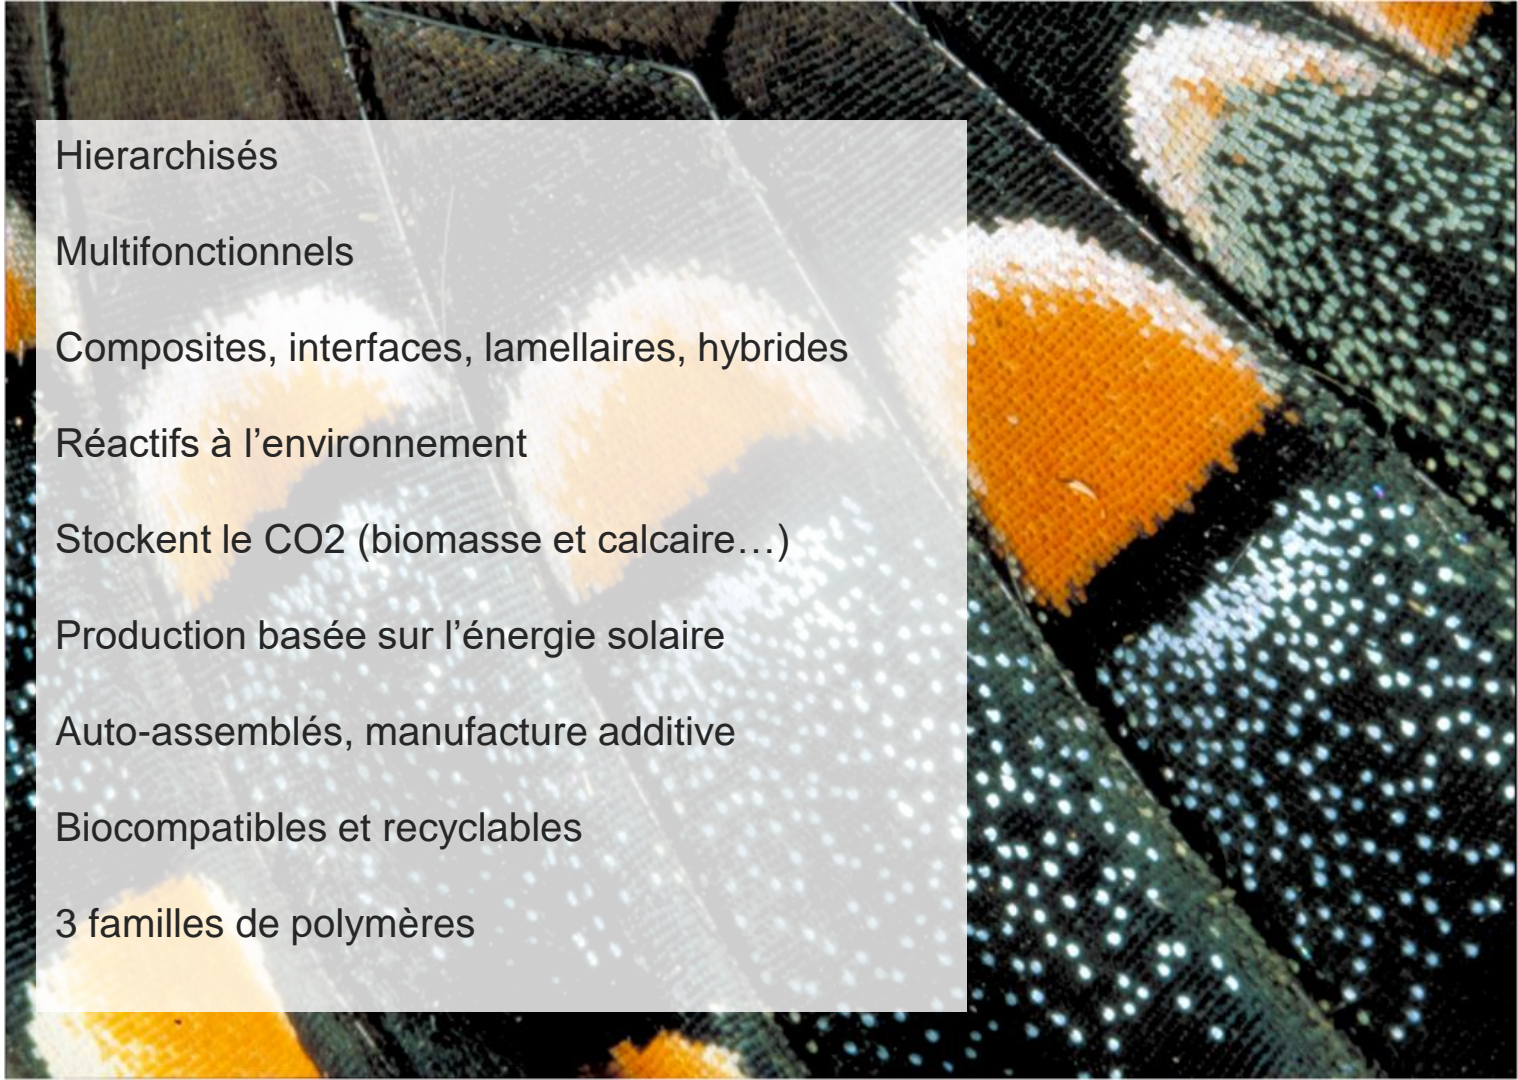 Hierarchisés
Multifonctionnels
Composites, interfaces, lamellaires, hybrides
Réactifs à l’environnement
Stockent le CO2 (biomasse et calcaire…)
Production basée sur l’énergie solaire
Auto-assemblés, manufacture additive
Biocompatibles et recyclables
3 familles de polymères